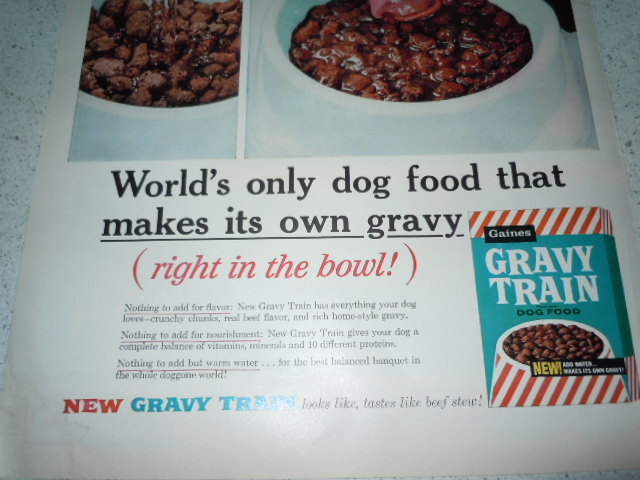 World's only dog food that
makes its own gravy
(right in the bowl!)
Nothing to add for flavor: New Gravy Train has everything your dog
loves—crunchy chunks, real beef flavor, and rich home-style gravy.
Nothing to add for nourishment: New Gravy Train gives your dog a
complete balance of vitamins, minerals and 10 different proteins.
Nothing to add but warm water . . . for the best balanced banquet in
the whole doggone world!
NEW GRAVY TRAIN looks like, tastes like beef stew!
Gaines
GRAVY
TRAIN
DOG FOOD
NEW! ADD WATER...
MAKES ITS OWN GRAVY!